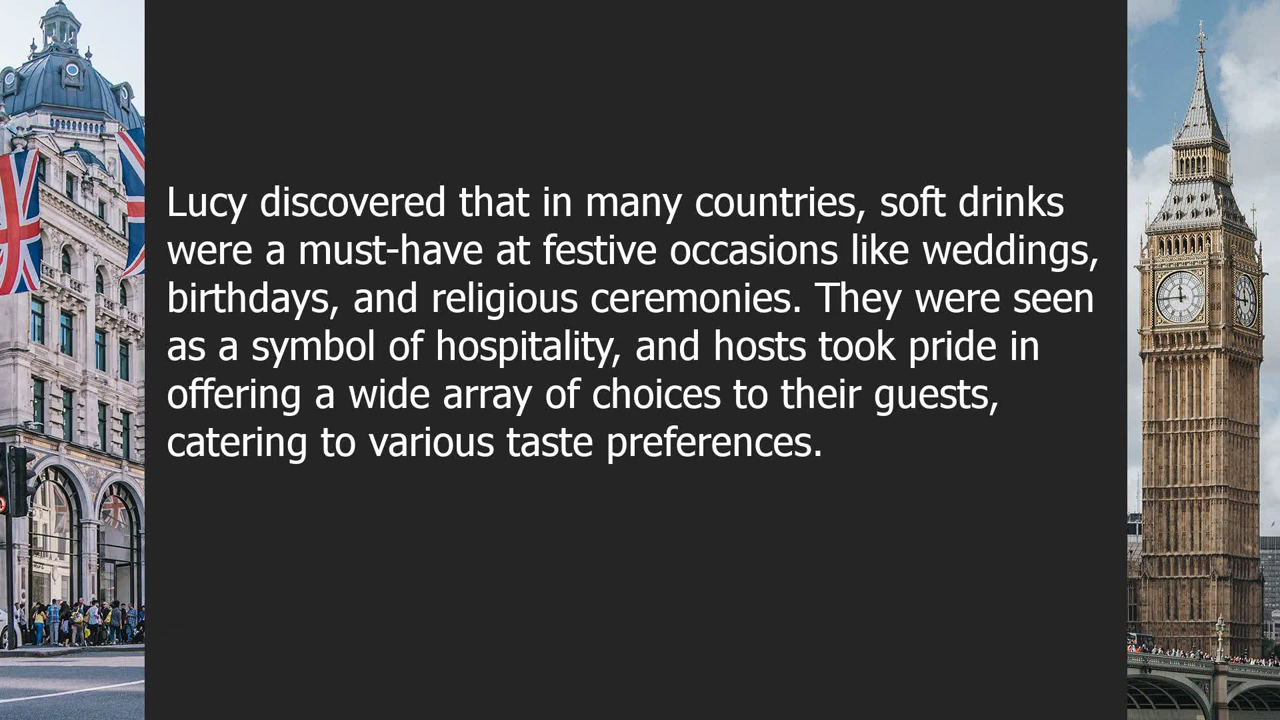 Lucy discovered that in many countries, soft drinks
were a must-have at festive occasions like weddings,
birthdays, and religious ceremonies. They were seen
as a symbol of hospitality, and hosts took pride in
offering a wide array of choices to their guests,
catering to various taste preferences.